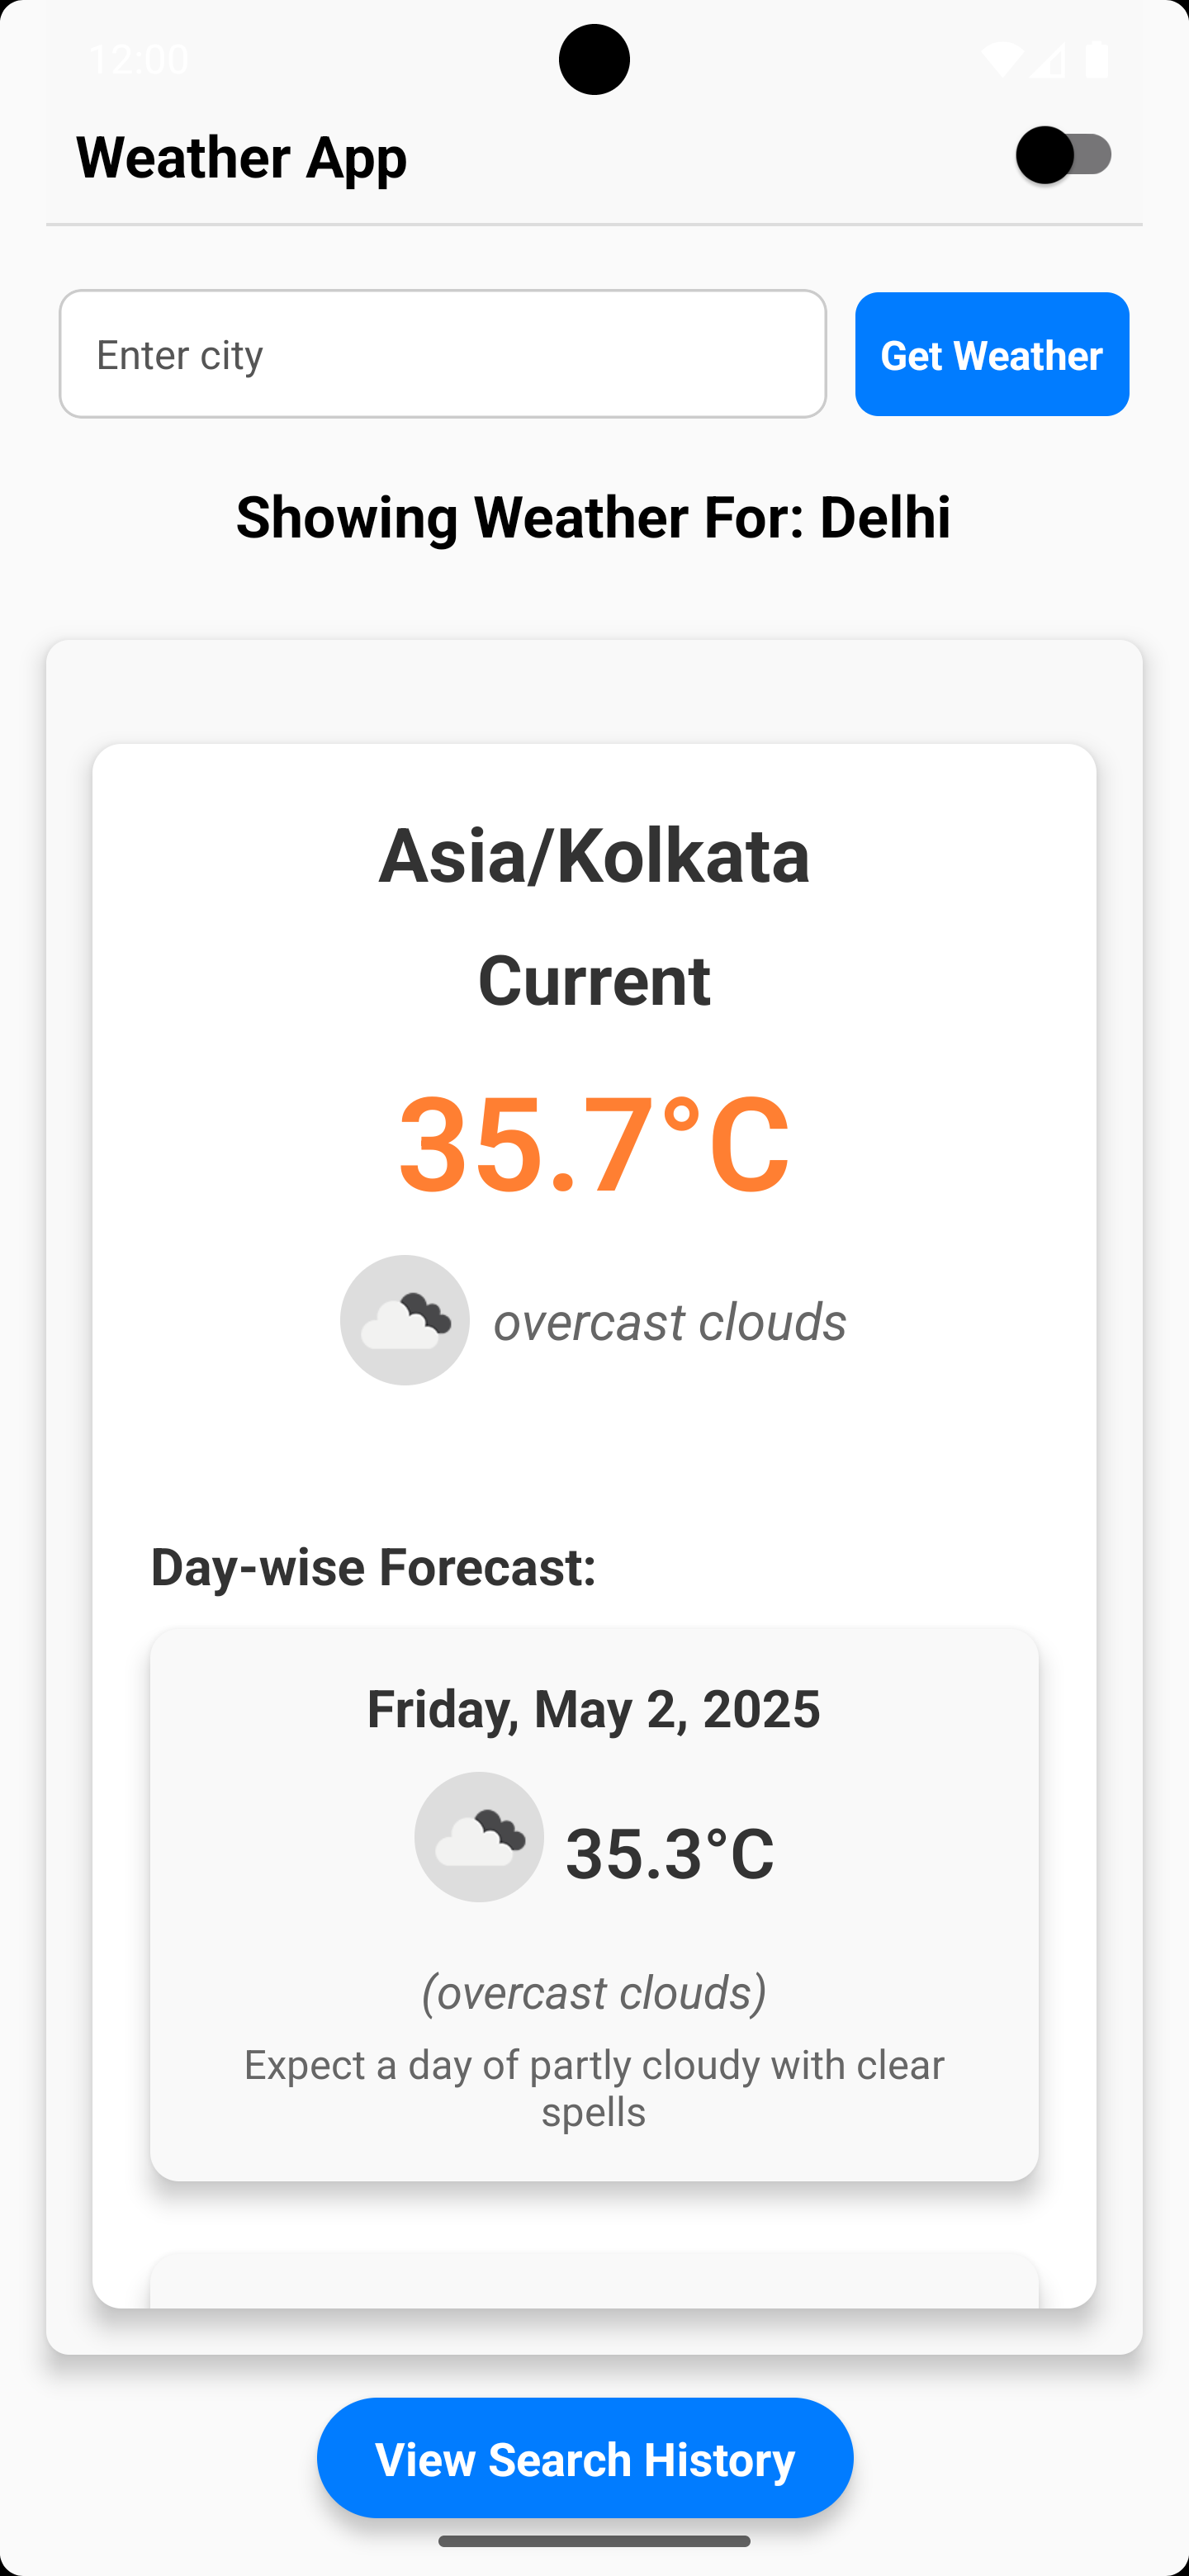 12:00
Weather App
Enter city
Get Weather
Showing Weather For: Delhi
Asia/Kolkata
Current
35.7°C
overcast clouds
Day-wise Forecast:
Friday, May 2, 2025
35.3°C
(overcast clouds)
Expect a day of partly cloudy with clear
spells
View Search History